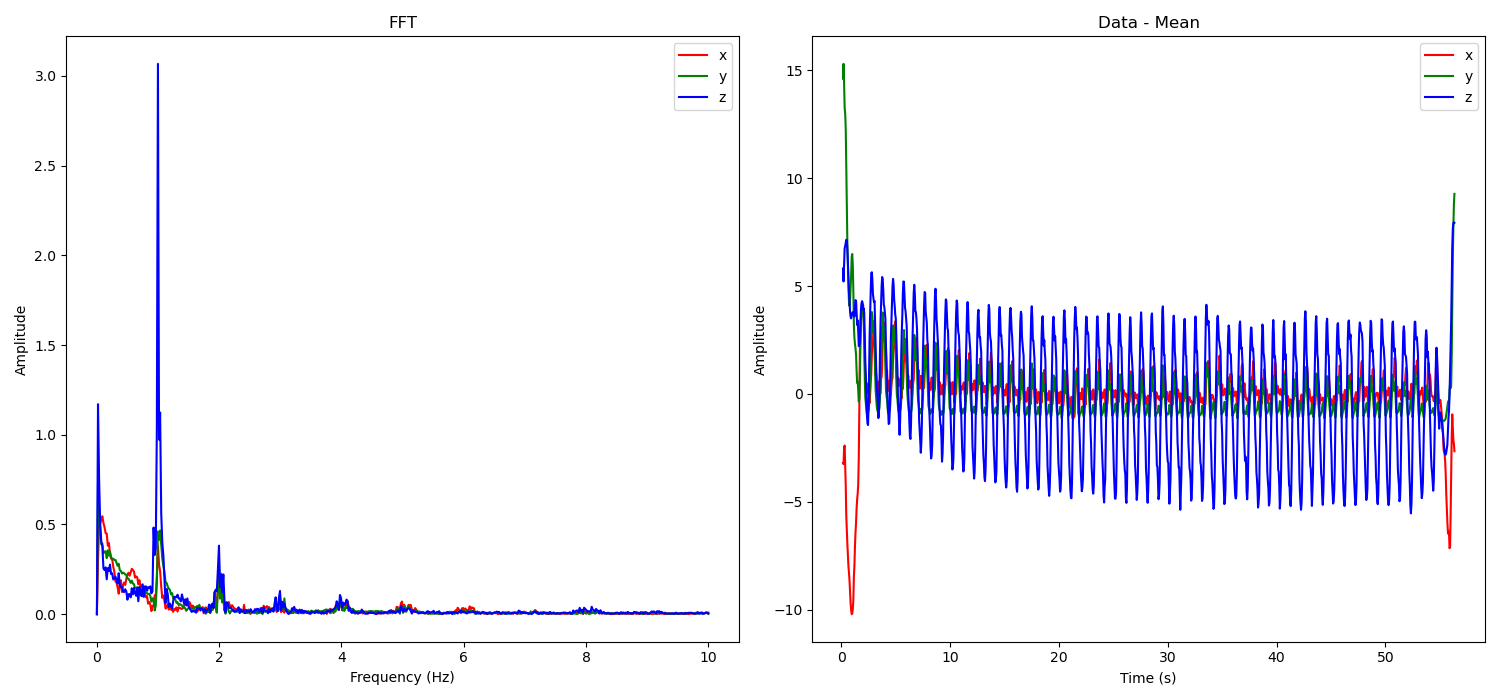 FFT
3.0
2.5
2.0
1.5
1.0
0.5
0.0
Amplitude
0 2 4 6 8 10
Frequency (Hz)
x
y
z
Data - Mean
15
10
5
0
−5
−10
Amplitude
0 10 20 30 40 50
Time (s)
x
y
z